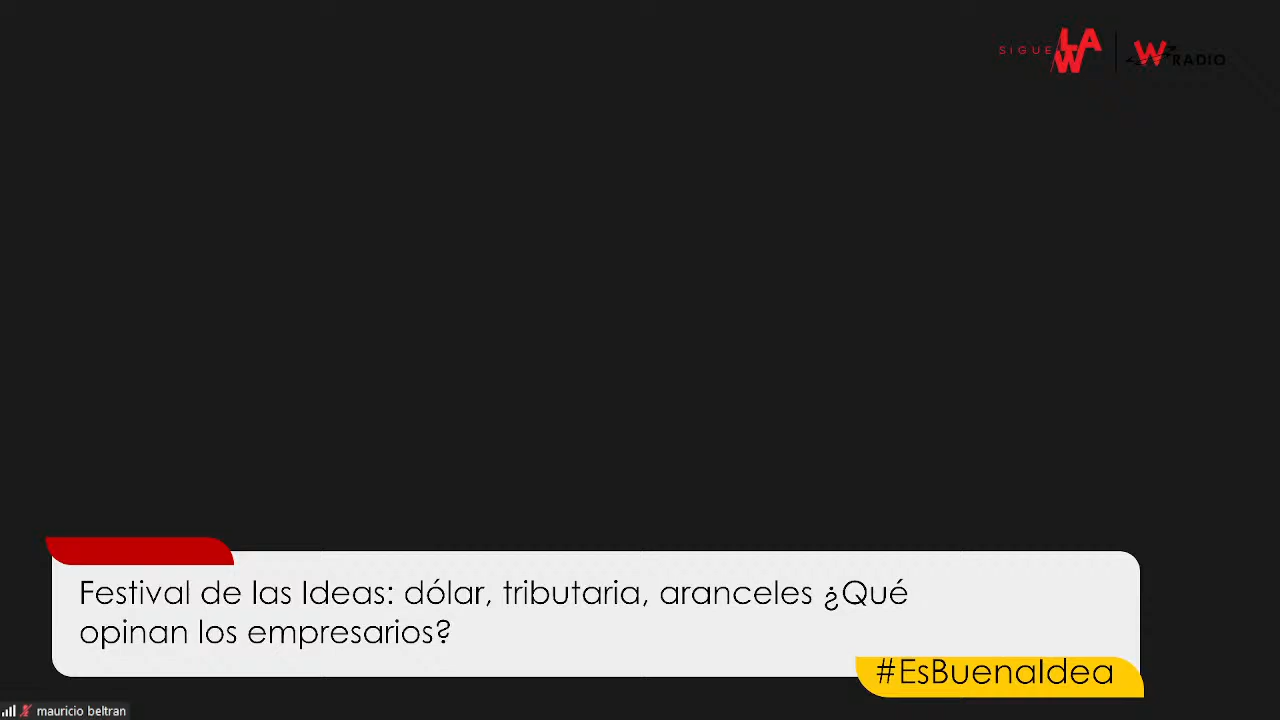 SIGUE LA W
W RADIO
Festival de las Ideas: dólar, tributaria, aranceles ¿Qué
opinan los empresarios?
#EsBuenaIdea
mauricio beltran